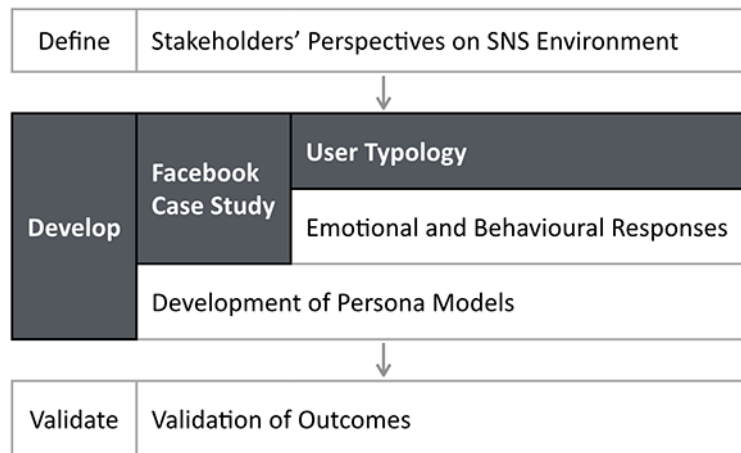 Define
Stakeholders’ Perspectives on SNS Environment
Develop
Facebook
Case Study
User Typology
Emotional and Behavioural Responses
Development of Persona Models
Validate
Validation of Outcomes